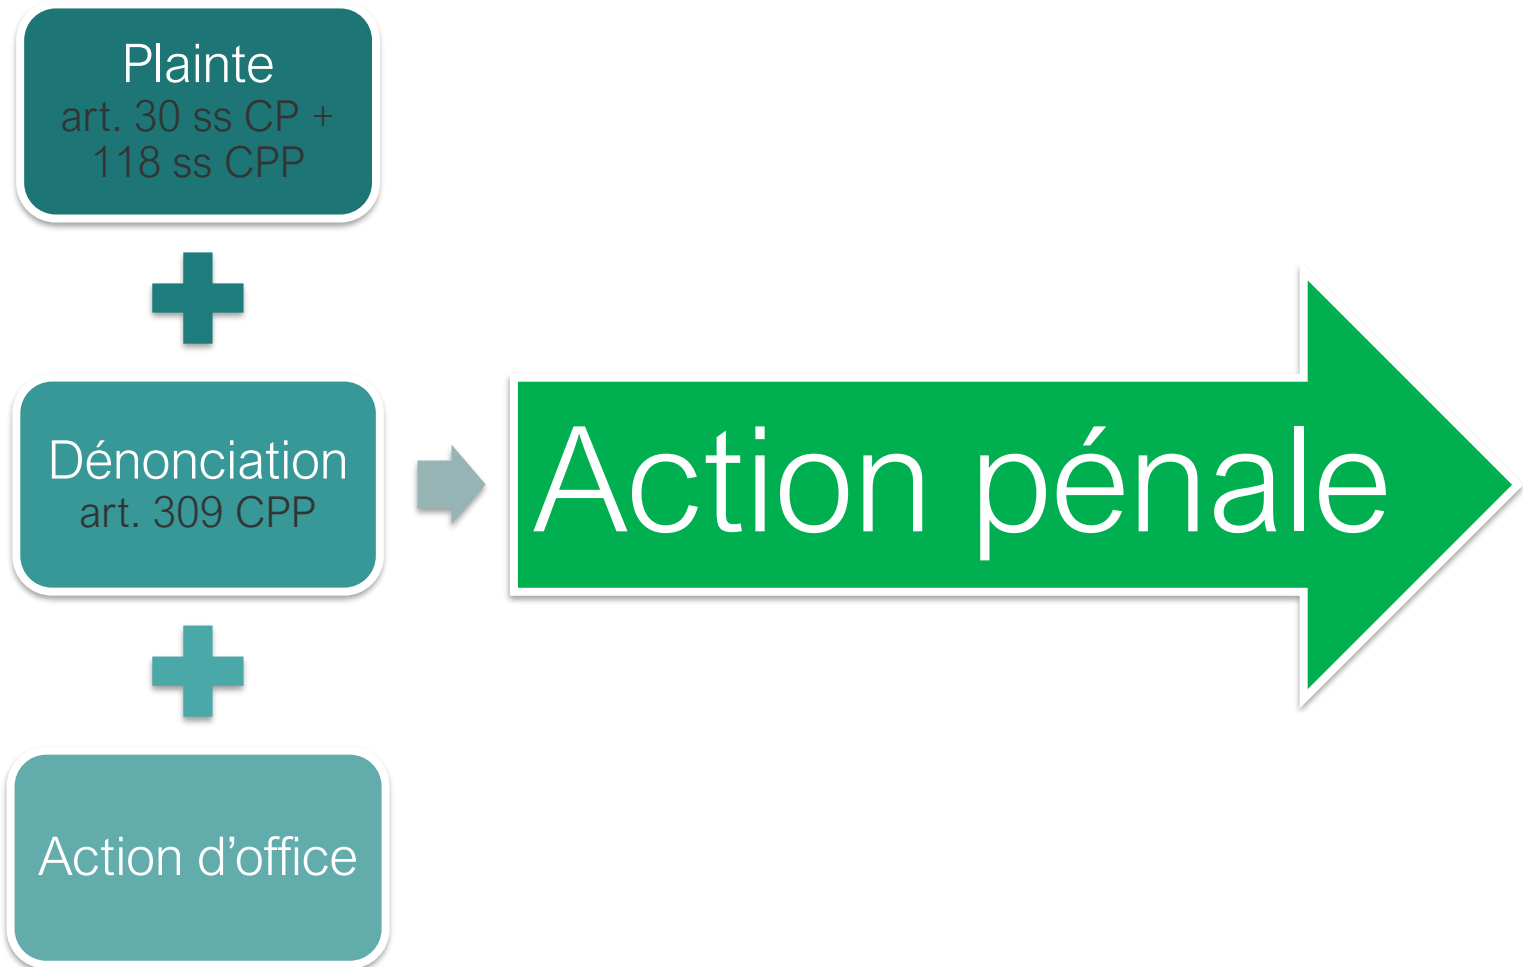 Plainte
art. 30 ss CP +
118 ss CPP
Dénonciation
art. 309 CPP
Action d’office
Action pénale